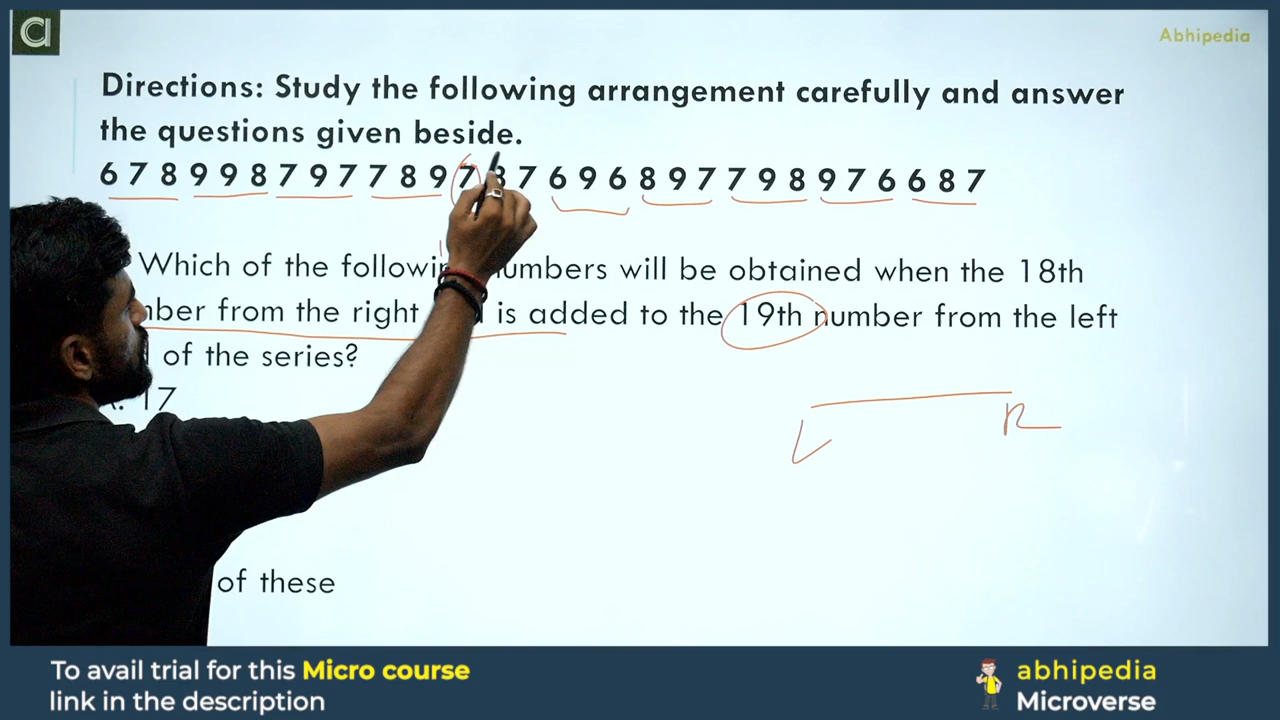 Abhipedia
Directions: Study the following arrangement carefully and answer
the questions given beside.
6 7 8 9 9 8 7 9 7 7 8 9 7 8 7 6 9 6 8 9 7 7 9 8 9 7 6 6 8 7
Which of the following numbers will be obtained when the 18th
from the right is added to the 19th number from the left
of the series?
17
L R
of these
To avail trial for this Micro course
link in the description
abhipedia
Microverse